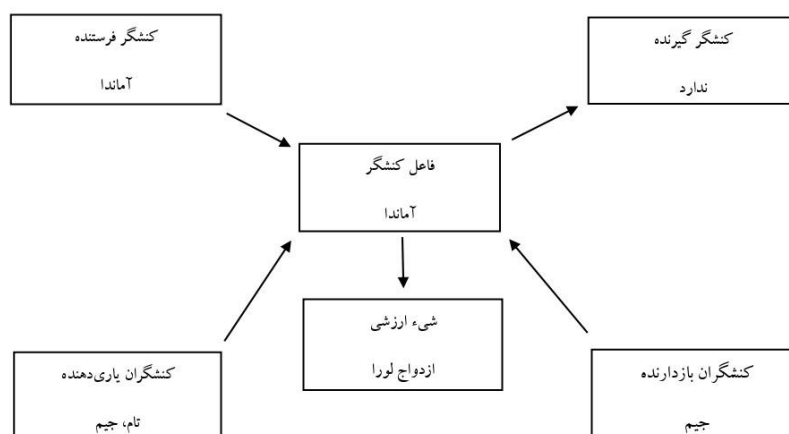 کنشگر فرستنده
آماندا
کنشگر گیرنده
ندارد
فاعل کنشگر
آماندا
شیء ارزشی
ازدواج لورا
کنشگران یاری‌دهنده
تام، جیم
کنشگران بازدارنده
جیم